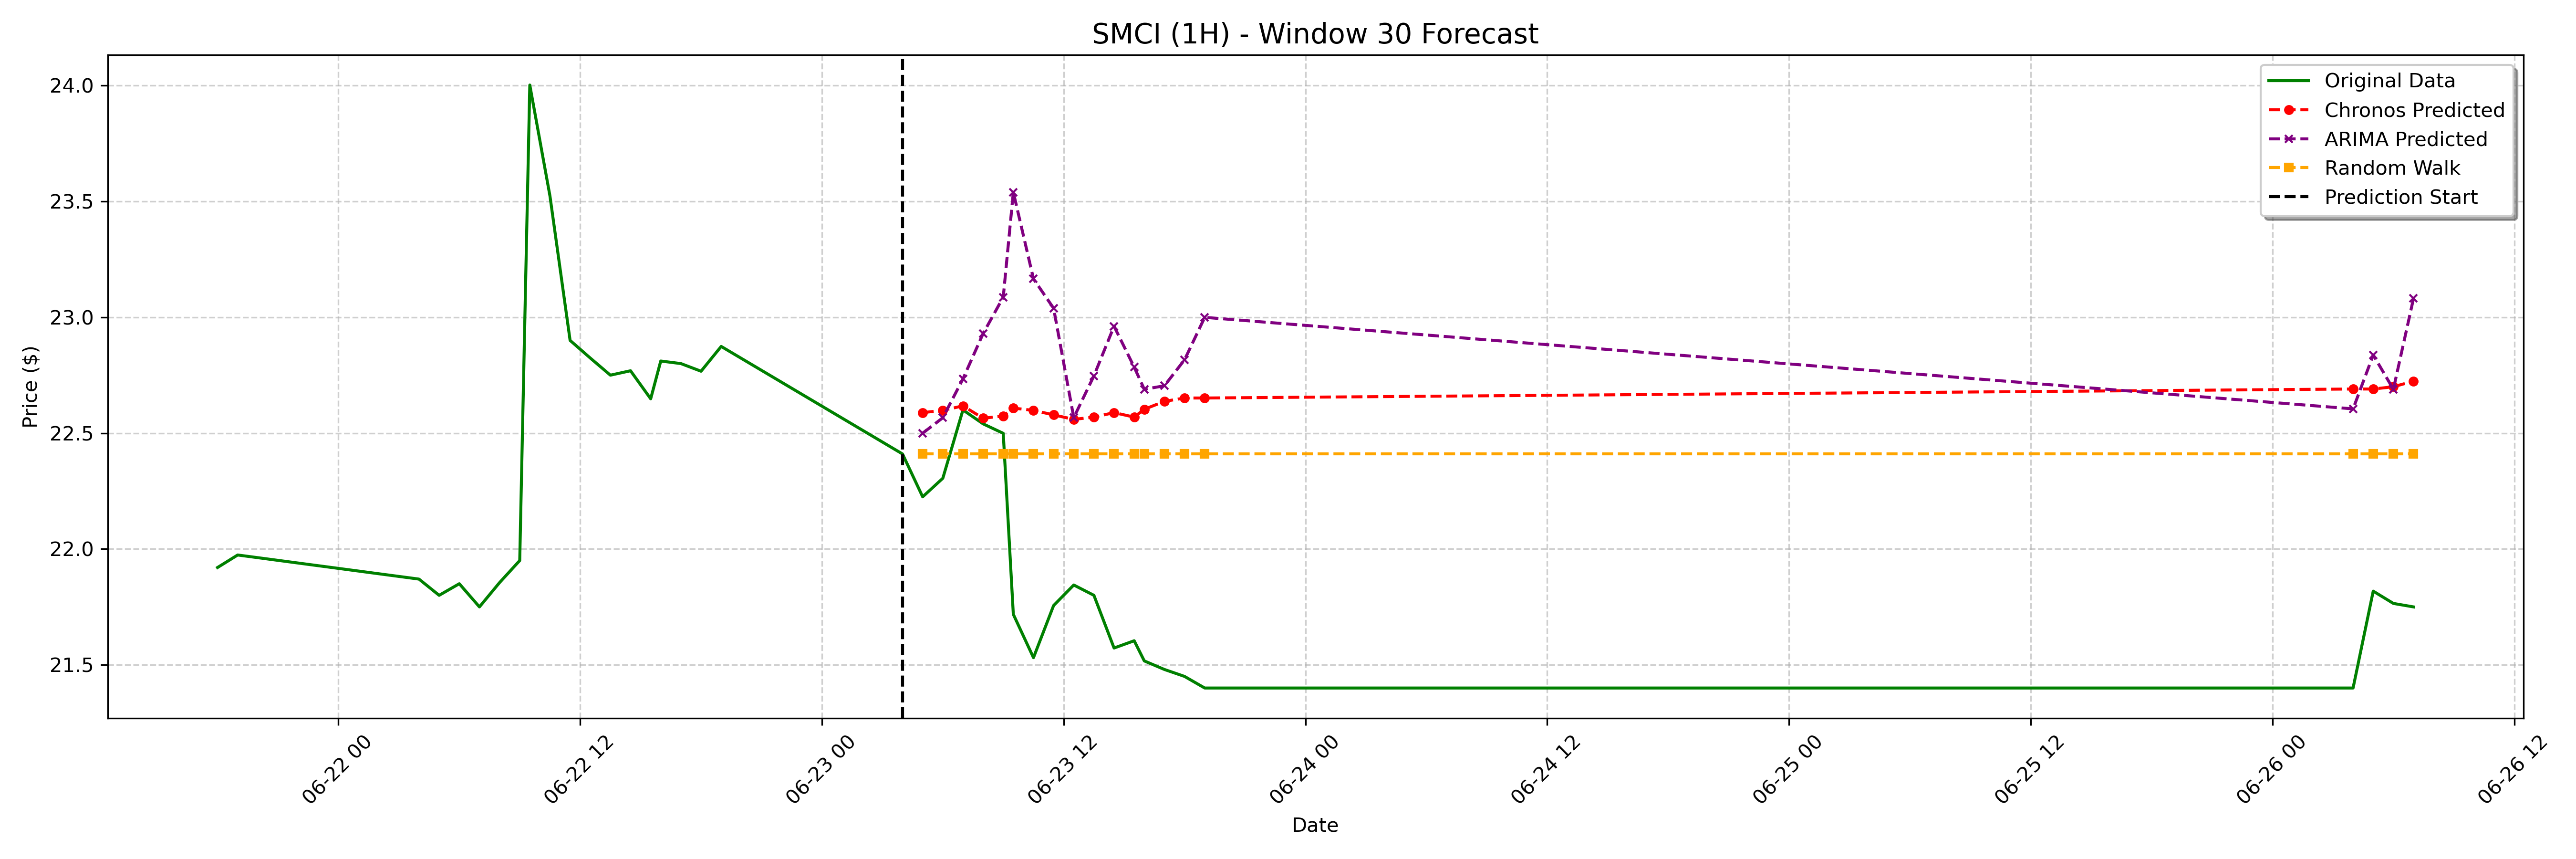 SMCI (1H) - Window 30 Forecast
Price ($)
24.0
23.5
23.0
22.5
22.0
21.5
Original Data
Chronos Predicted
ARIMA Predicted
Random Walk
Prediction Start
06-22 00
06-22 12
06-23 00
06-23 12
06-24 00
06-24 12
06-25 00
06-25 12
06-26 00
06-26 12
Date